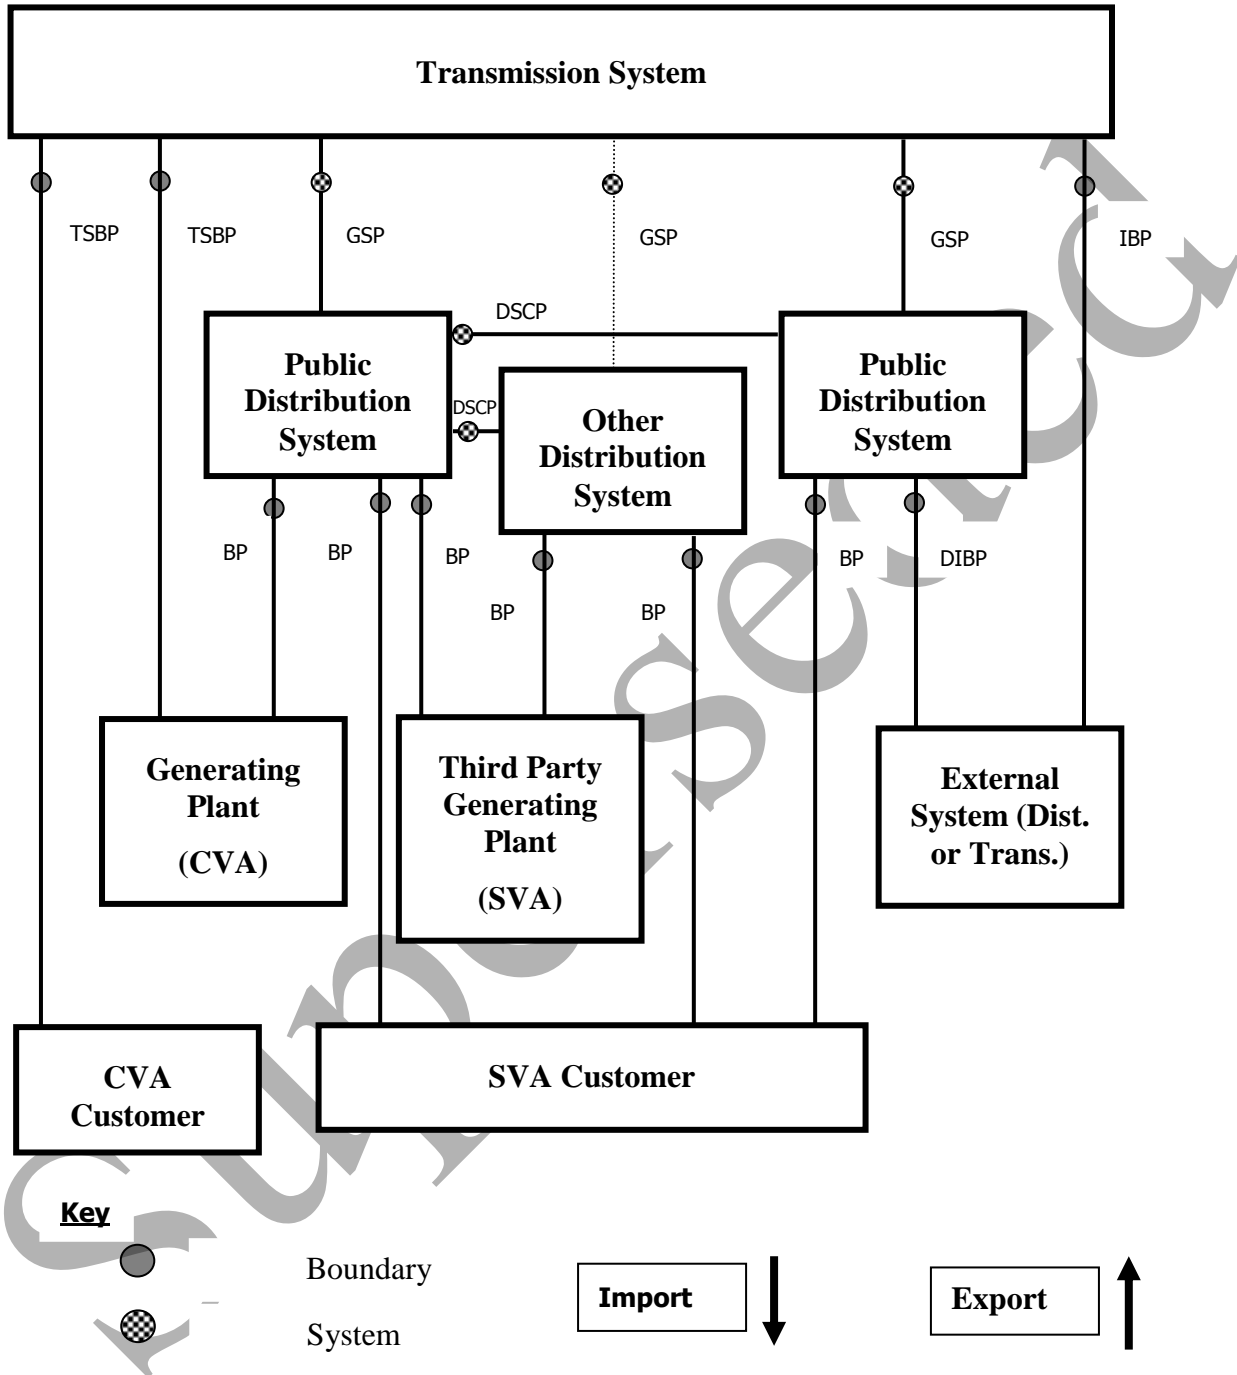 Transmission System
TSBP
TSBP
GSP
GSP
GSP
IBP
DSCP
Public
Distribution
System
DSCP
Other
Distribution
System
Public
Distribution
System
BP
BP
BP
BP
BP
BP
DIBP
Generating
Plant
(CVA)
Third Party
Generating
Plant
(SVA)
External
System (Dist.
or Trans.)
CVA
Customer
SVA Customer
Key
Boundary
System
Import
Export
Superseded